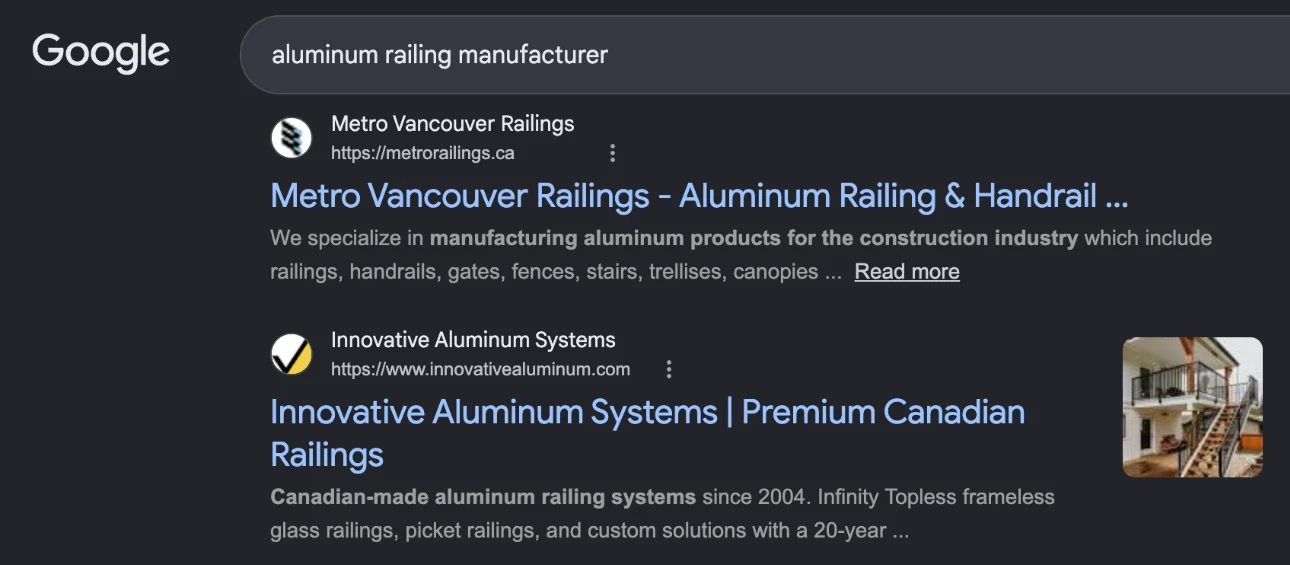 Google
aluminum railing manufacturer
Metro Vancouver Railings
https://metrorailings.ca
Metro Vancouver Railings - Aluminum Railing & Handrail ...
We specialize in manufacturing aluminum products for the construction industry which include
railings, handrails, gates, fences, stairs, trellises, canopies ... Read more
Innovative Aluminum Systems
https://www.innovativealuminum.com
Innovative Aluminum Systems | Premium Canadian
Railings
Canadian-made aluminum railing systems since 2004. Infinity Topless frameless
glass railings, picket railings, and custom solutions with a 20-year ...